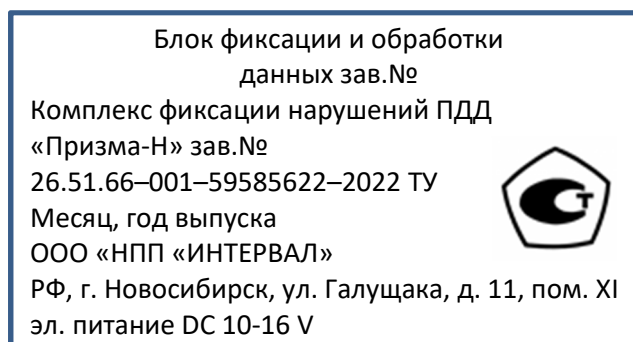 Блок фиксации и обработки
данных зав.№
Комплекс фиксации нарушений ПДД
«Призма-Н» зав.№
26.51.66–001–59585622–2022 ТУ
Месяц, год выпуска
ООО «НПП «ИНТЕРВАЛ»
РФ, г. Новосибирск, ул. Галущака, д. 11, пом. XI
эл. питание DC 10-16 V